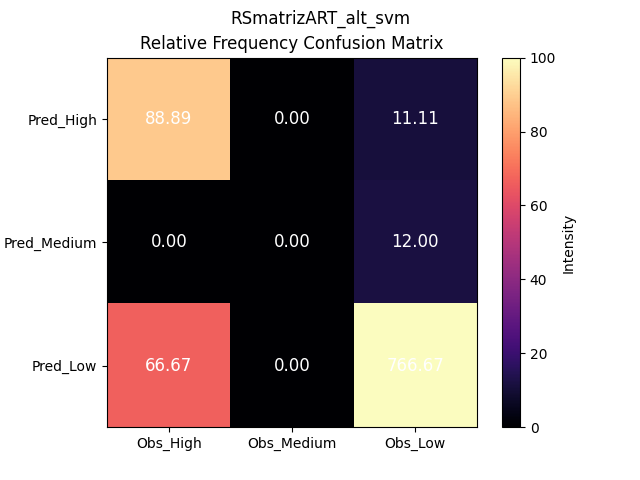 RSmatrizART_alt_svm
Relative Frequency Confusion Matrix
Pred_High 88.89 0.00 11.11
Pred_Medium 0.00 0.00 12.00
Pred_Low 66.67 0.00 766.67
Obs_High Obs_Medium Obs_Low
100
80
60
40
20
0
Intensity